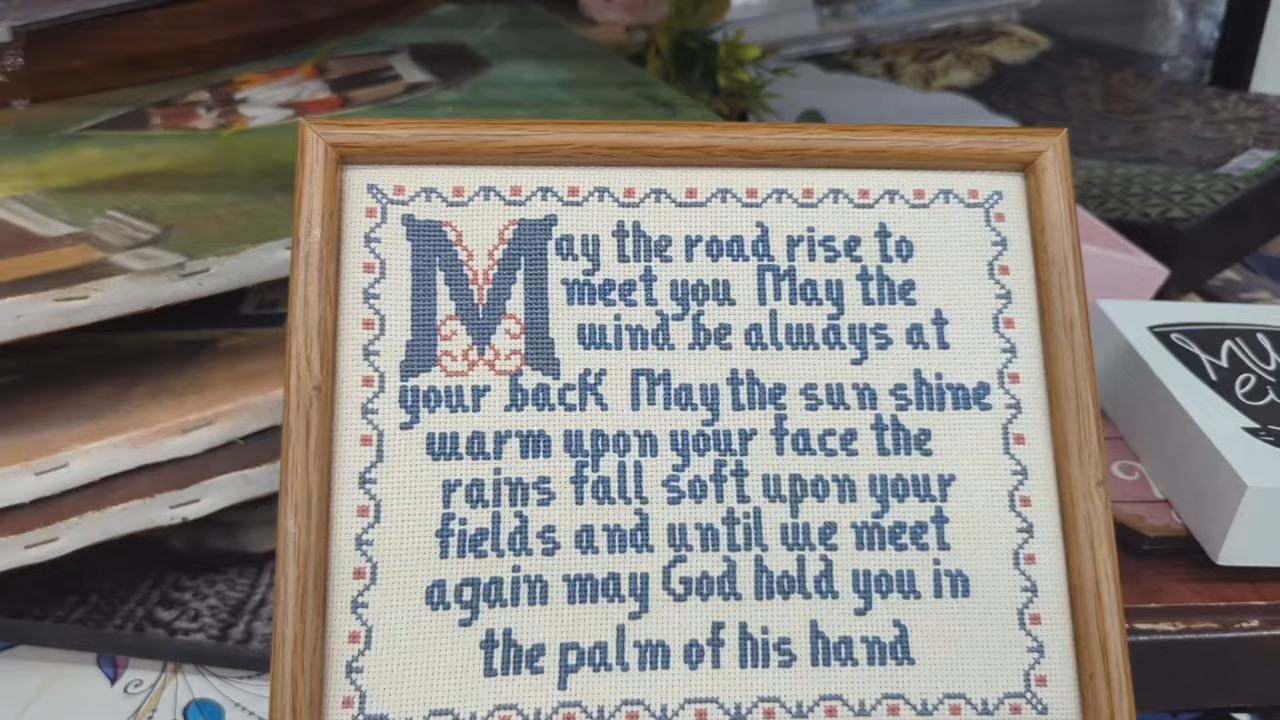 May the road rise to
meet you May the
wind be always at
your back May the sun shine
warm upon your face the
rains fall soft upon your
fields and until we meet
again may God hold you in
the palm of his hand